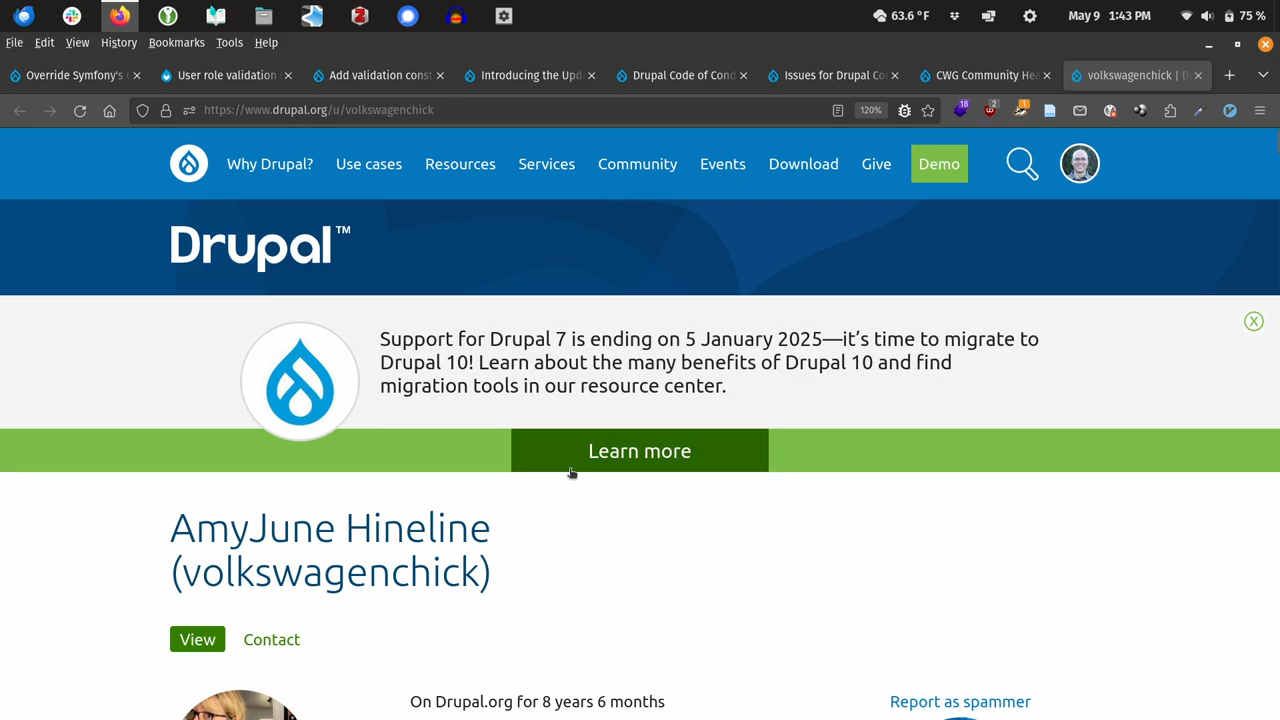 63.6 °F
May 9 1:43 PM
75 %
File Edit View History Bookmarks Tools Help
Override Symfony's
User role validation
Add validation const
Introducing the Upd
Drupal Code of Cond
Issues for Drupal Co
CWG Community Hea
volkswagenchick | D
https://www.drupal.org/u/volkswagenchick
120%
18
2
1
Why Drupal? Use cases Resources Services Community Events Download Give Demo
Drupal™
Support for Drupal 7 is ending on 5 January 2025—it's time to migrate to
Drupal 10! Learn about the many benefits of Drupal 10 and find
migration tools in our resource center.
X
Learn more
AmyJune Hineline
(volkswagenchick)
View Contact
On Drupal.org for 8 years 6 months
Report as spammer